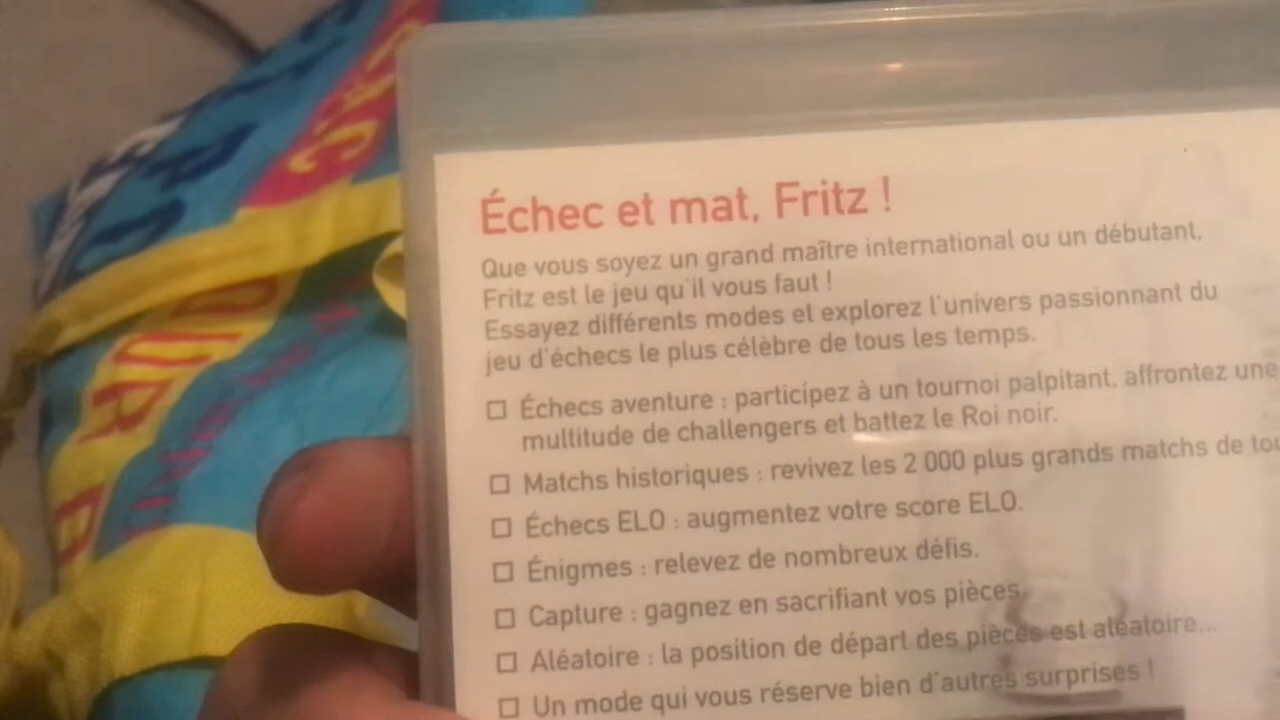 Échec et mat, Fritz !
Que vous soyez un grand maître international ou un débutant,
Fritz est le jeu qu'il vous faut !
Essayez différents modes et explorez l'univers passionnant du
jeu d'échecs le plus célèbre de tous les temps.
□ Échecs aventure : participez à un tournoi palpitant, affrontez une
multitude de challengers et battez le Roi noir.
□ Matchs historiques : revivez les 2 000 plus grands matchs de
□ Échecs ELO : augmentez votre score ELO.
□ Énigmes : relevez de nombreux défis.
□ Capture : gagnez en sacrifiant vos pièces.
□ Aléatoire : la position de départ des pièces est aléatoire...
□ Un mode qui vous réserve bien d'autres surprises !